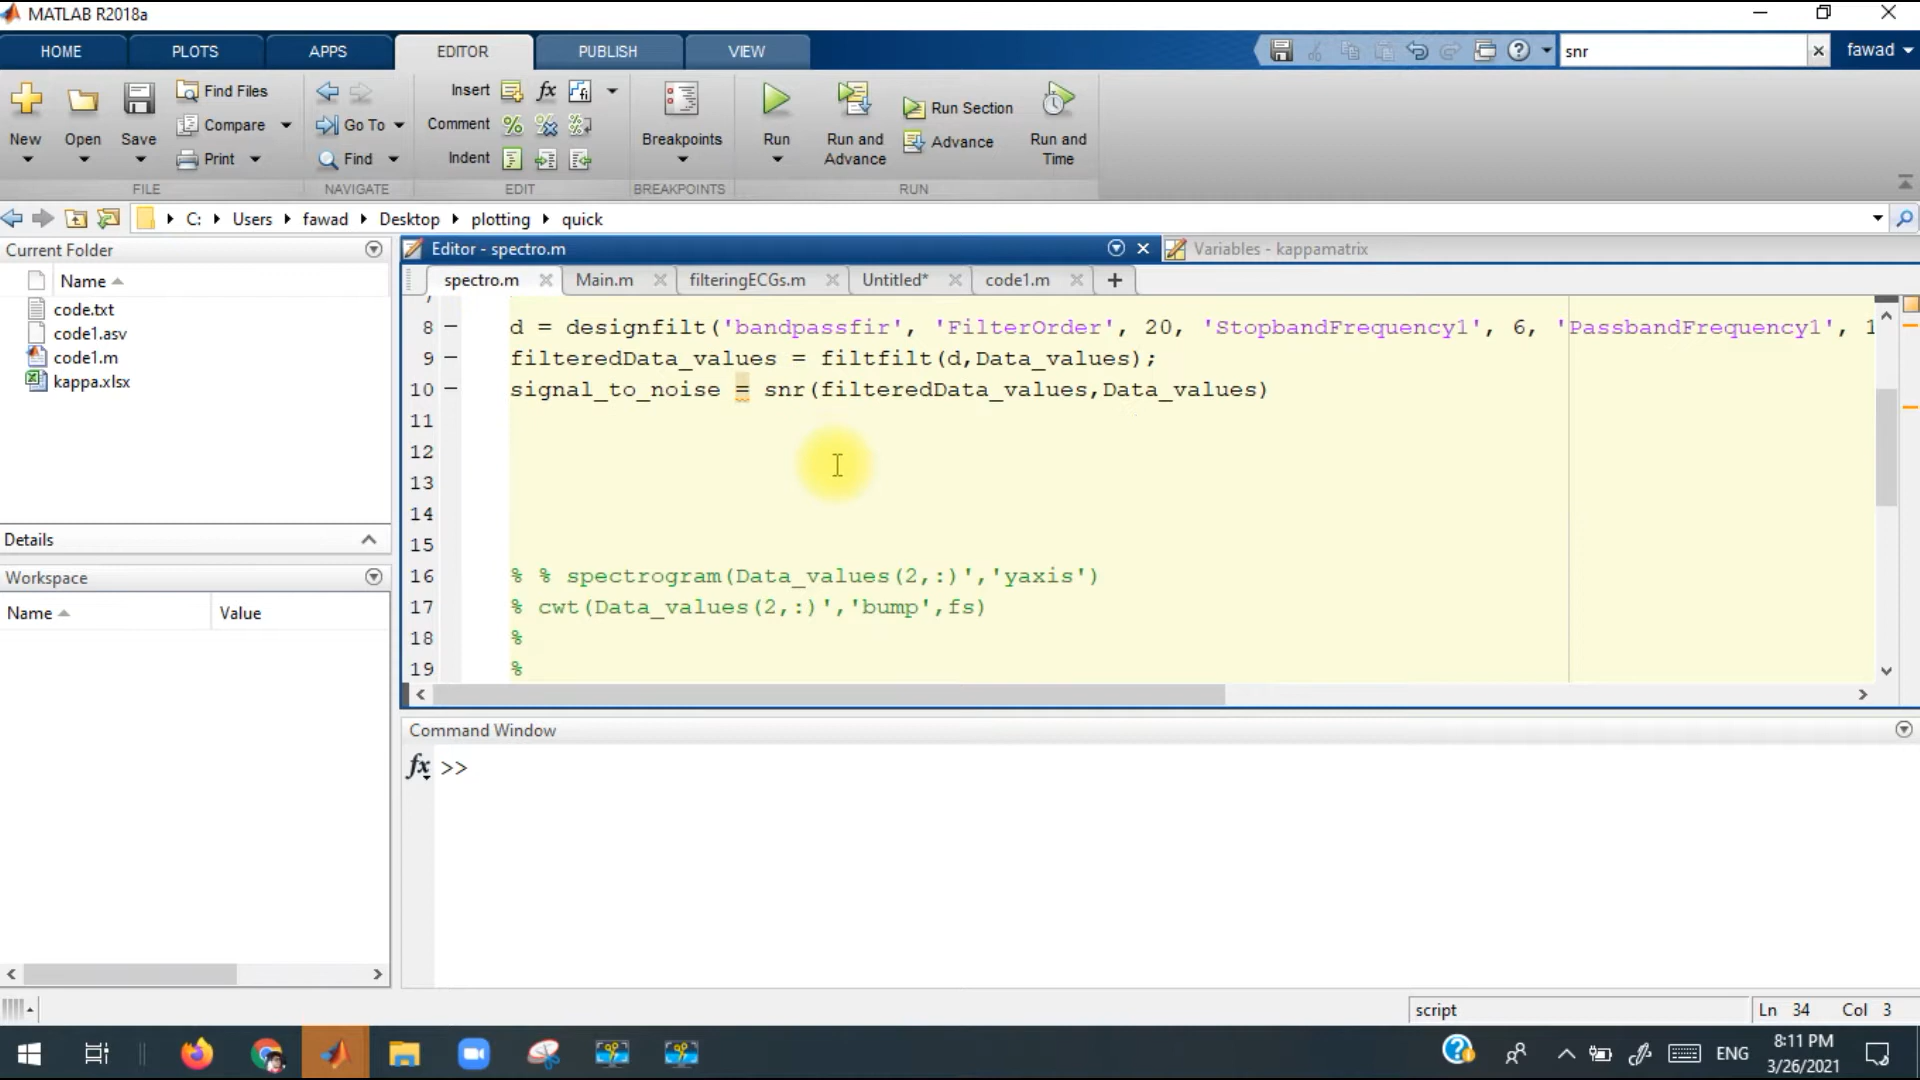 MATLAB R2018a
HOME PLOTS APPS EDITOR PUBLISH VIEW snr fawad
New Open Save Find Files Compare Print
Go To Find
Insert fx Comment Indent
Breakpoints
Run Run and Advance Run Section Advance Run and Time
FILE NAVIGATE EDIT BREAKPOINTS RUN
C: Users fawad Desktop plotting quick
Current Folder
Name
code.txt
code1.asv
code1.m
kappa.xlsx
Details
Workspace
Name Value
Editor - spectro.m Variables - kappamatrix
spectro.m Main.m filteringECGs.m Untitled* code1.m +
8 d = designfilt('bandpassfir', 'FilterOrder', 20, 'StopbandFrequency1', 6, 'PassbandFrequency1', 1
9 filteredData_values = filtfilt(d,Data_values);
10 signal_to_noise = snr(filteredData_values,Data_values)
11
12
13
14
15
16 % % spectrogram(Data_values(2,:)','yaxis')
17 % cwt(Data_values(2,:)','bump',fs)
18 %
19 %
Command Window
fx >>
script Ln 34 Col 3
ENG 8:11 PM
3/26/2021